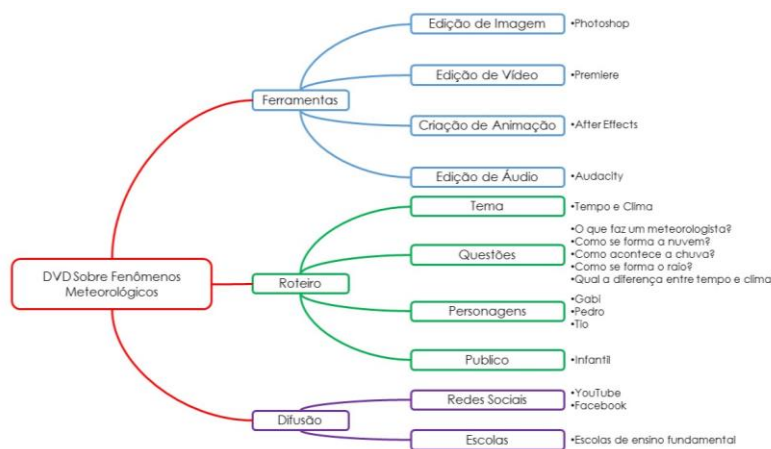 Edição de Imagem
•Photoshop
Edição de Vídeo
•Premiere
Ferramentas
Criação de Animação
•After Effects
Edição de Áudio
•Audacity
Tema
•Tempo e Clima
•O que faz um meteorologista?
•Como se forma a nuvem?
Questões
•Como acontece a chuva?
•Como se forma o raio?
•Qual a diferença entre tempo e clima
DVD Sobre Fenômenos
Meteorológicos
Roteiro
Personagens
•Gabi
•Pedro
•Tio
Publico
•Infantil
Redes Sociais
•YouTube
•Facebook
Difusão
Escolas
•Escolas de ensino fundamental